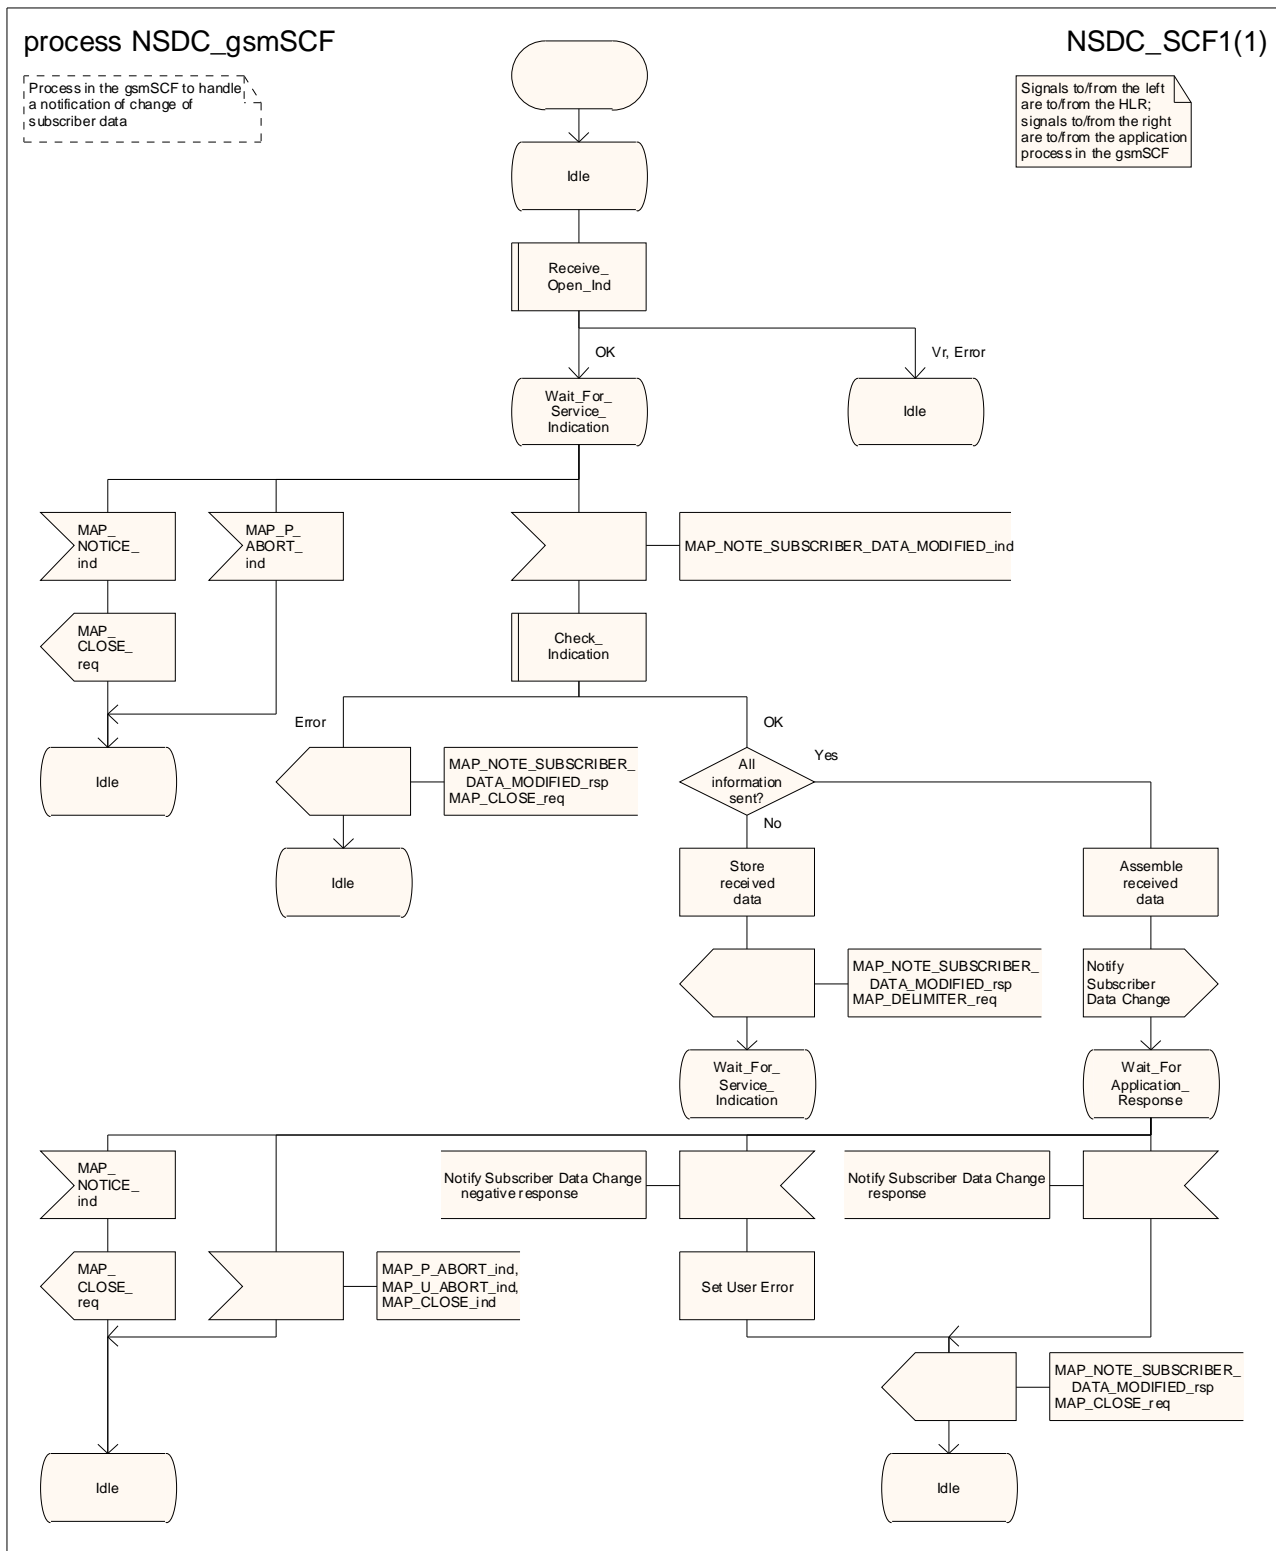 process NSDC_gsmSCF
NSDC_SCF1(1)
Process in the gsmSCF to handle
a notification of change of
subscriber data
Signals to/from the left
are to/from the HLR;
signals to/from the right
are to/from the application
process in the gsmSCF
Idle
Receive_
Open_Ind
OK
Vr, Error
Wait_For_
Service_
Indication
Idle
MAP_
NOTICE_
ind
MAP_P_
ABORT_
ind
MAP_NOTE_SUBSCRIBER_DATA_MODIFIED_ind
MAP_
CLOSE_
req
Check_
Indication
Error
OK
Idle
MAP_NOTE_SUBSCRIBER_
DATA_MODIFIED_rsp
MAP_CLOSE_req
All
information
sent?
Yes
No
Idle
Store
received
data
Assemble
received
data
MAP_NOTE_SUBSCRIBER_
DATA_MODIFIED_rsp
MAP_DELIMITER_req
Notify
Subscriber
Data Change
Wait_For_
Service_
Indication
Wait_For
Application_
Response
MAP_
NOTICE_
ind
Notify Subscriber Data Change
negative response
Notify Subscriber Data Change
response
MAP_
CLOSE_
req
MAP_P_ABORT_ind,
MAP_U_ABORT_ind,
MAP_CLOSE_ind
Set User Error
MAP_NOTE_SUBSCRIBER_
DATA_MODIFIED_rsp
MAP_CLOSE_req
Idle
Idle